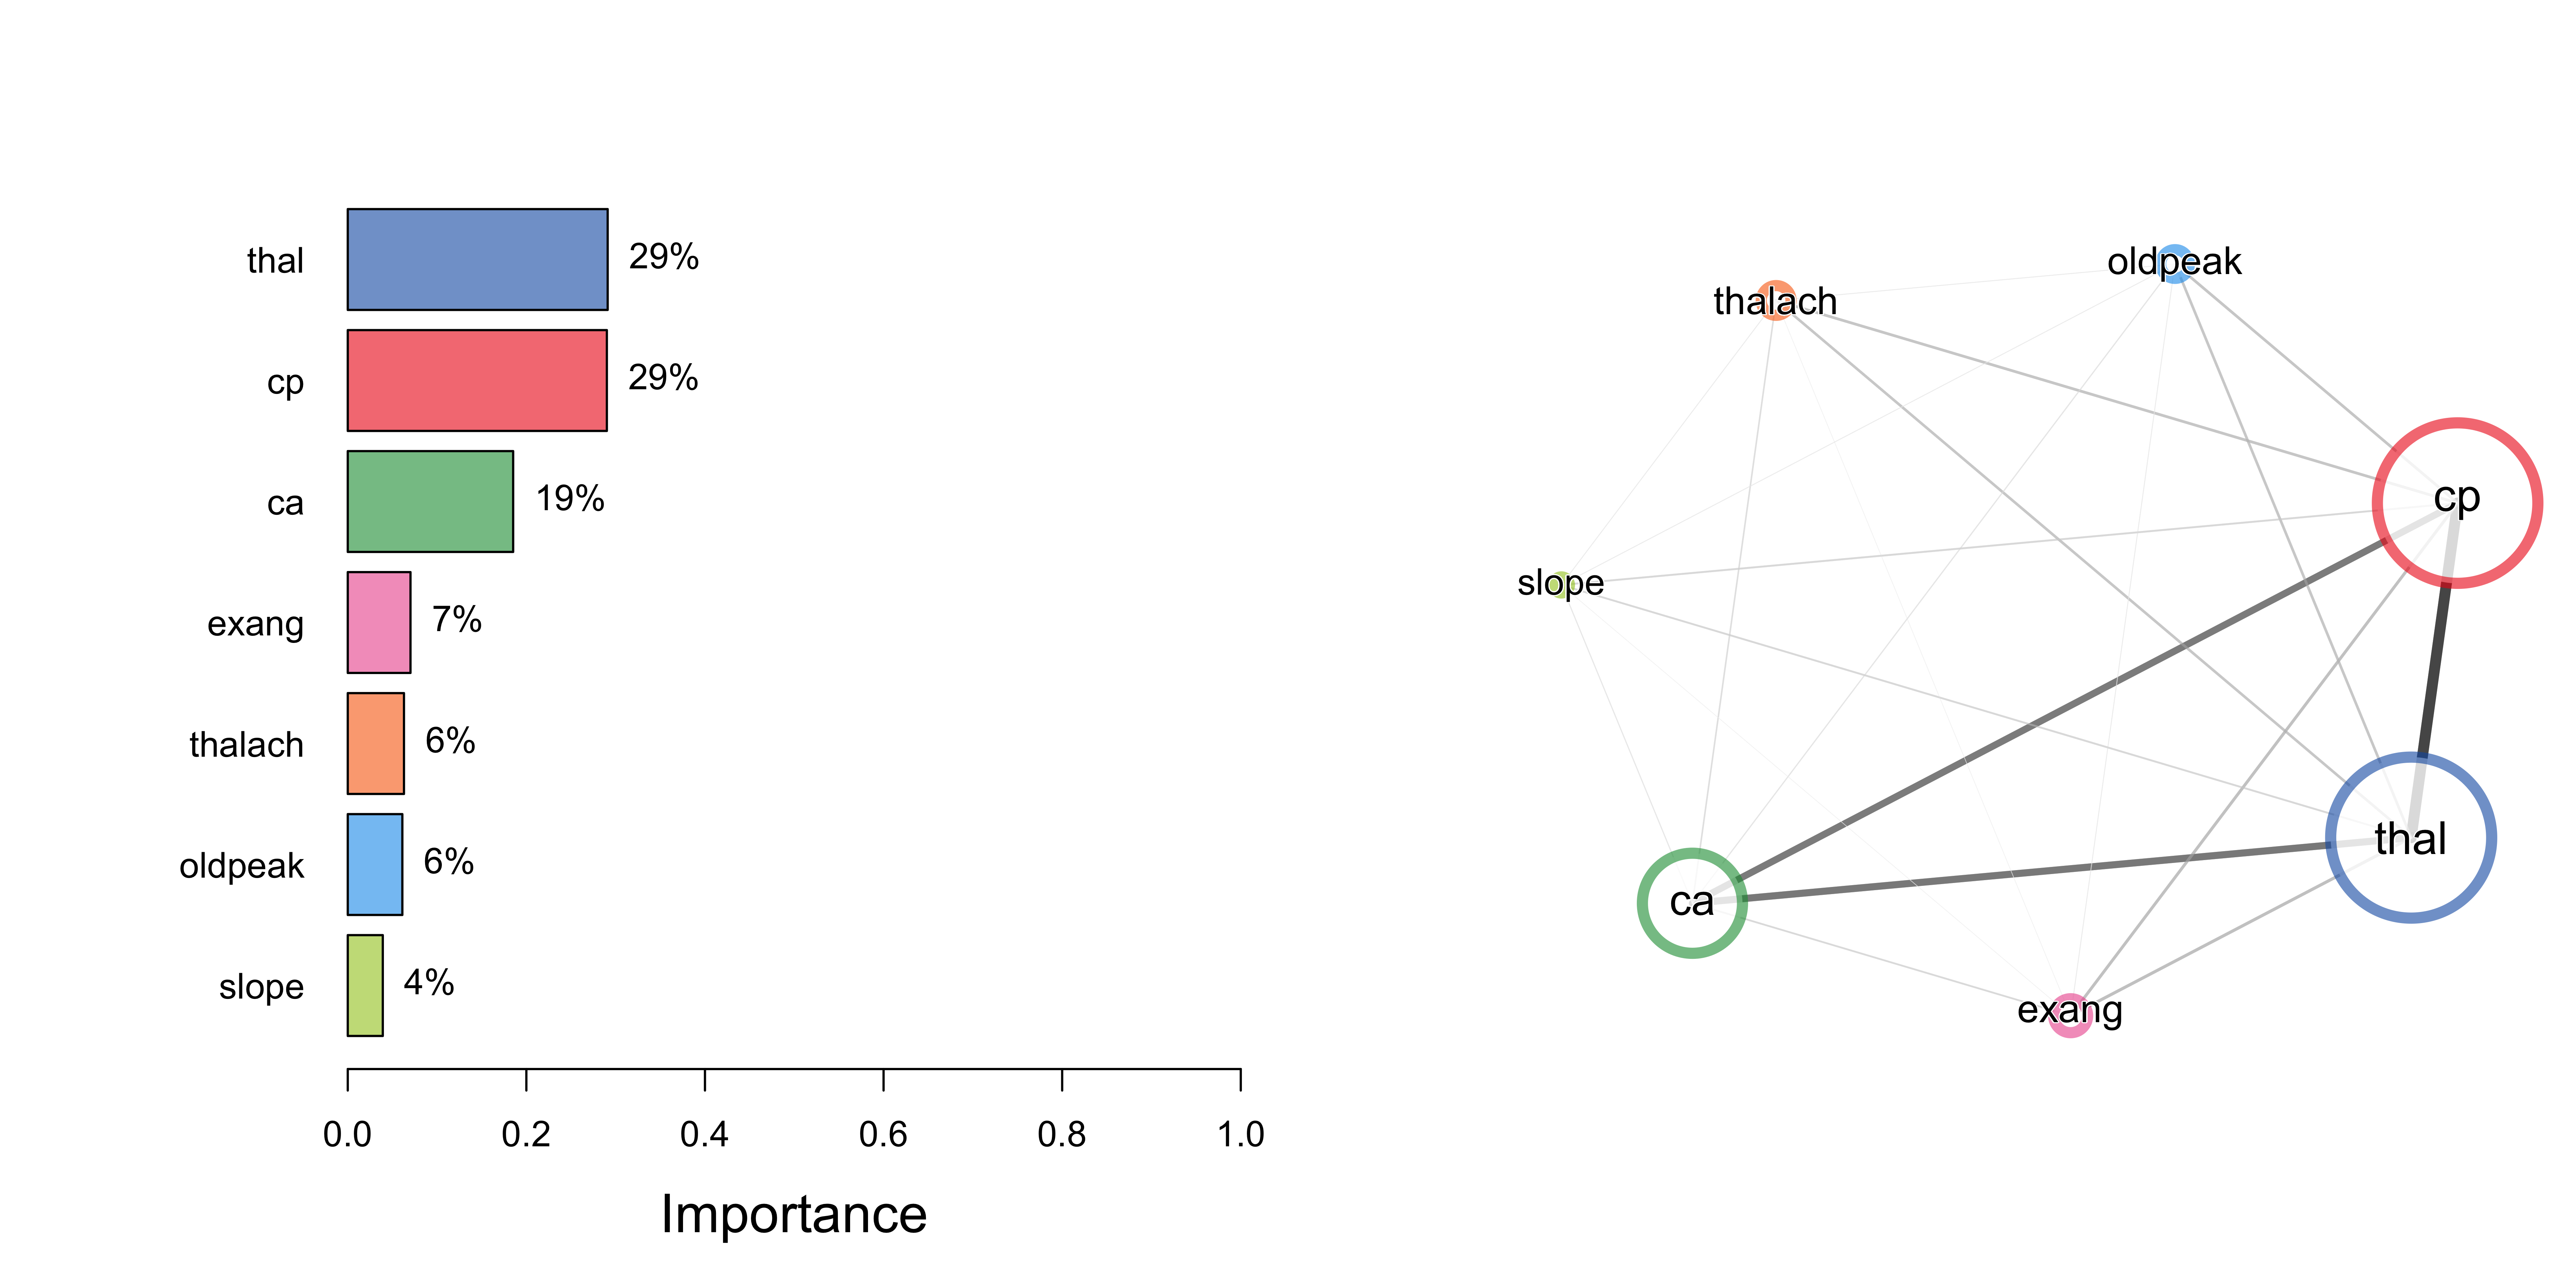 thal 29%
cp 29%
ca 19%
exang 7%
thalach 6%
oldpeak 6%
slope 4%
0.0 0.2 0.4 0.6 0.8 1.0
Importance
oldpeak
thalach
cp
slope
thal
ca
exang